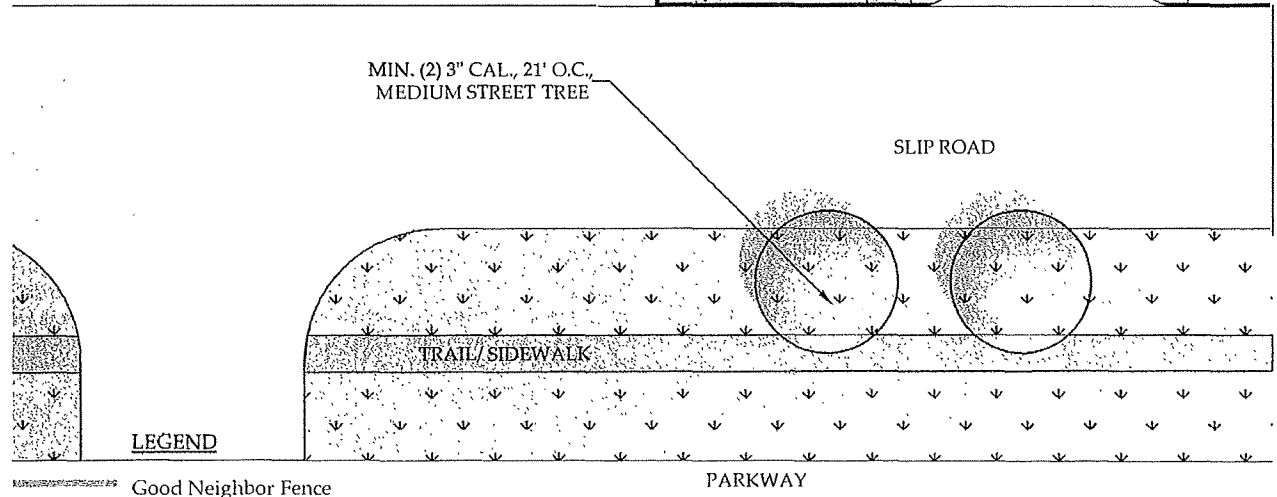 MIN. (2) 3" CAL., 21' O.C.,
MEDIUM STREET TREE
SLIP ROAD
TRAIL/SIDEWALK
LEGEND
PARKWAY
Good Neighbor Fence